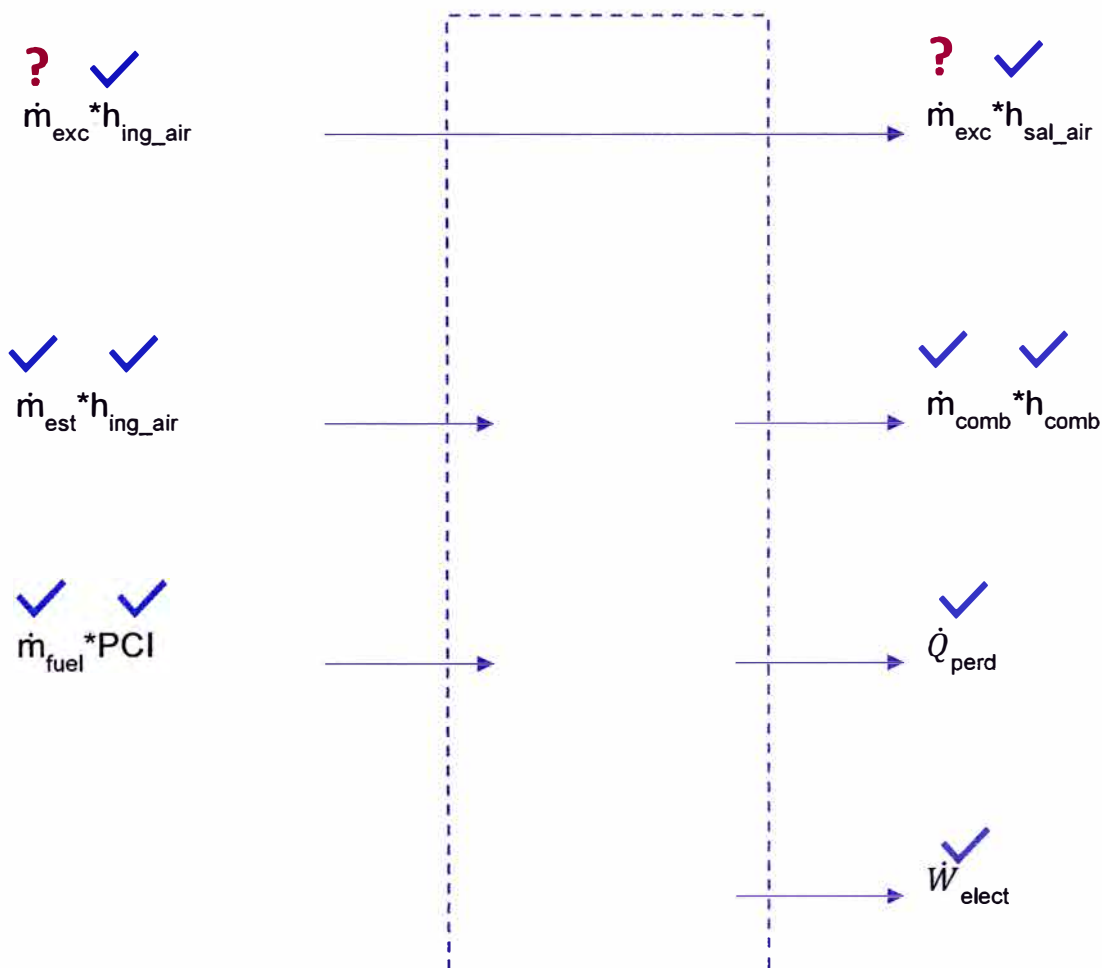 ? ?
ṁexc*hing_air ṁexc*hsal_air
ṁest*hing_air ṁcomb*hcomb
ṁfuel*PCI Q̇perd
Ẇelect